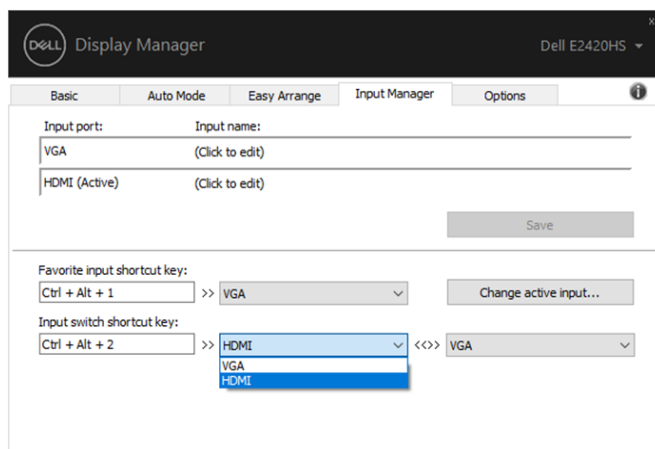 x
DELL Display Manager Dell E2420HS
Basic Auto Mode Easy Arrange Input Manager Options i
Input port: Input name:
VGA (Click to edit)
HDMI (Active) (Click to edit)
Save
Favorite input shortcut key:
Ctrl + Alt + 1 >> VGA Change active input...
Input switch shortcut key:
Ctrl + Alt + 2 >> HDMI <<>> VGA
VGA
HDMI